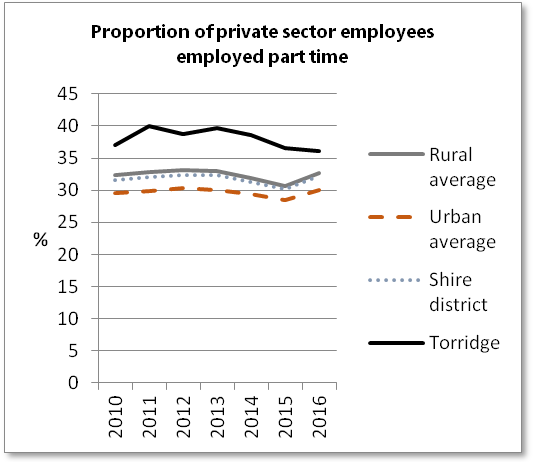 Proportion of private sector employees
employed part time
45
40
35
30
25
20
15
10
5
0
%
2010
2011
2012
2013
2014
2015
2016
Rural
average
Urban
average
Shire
district
Torridge